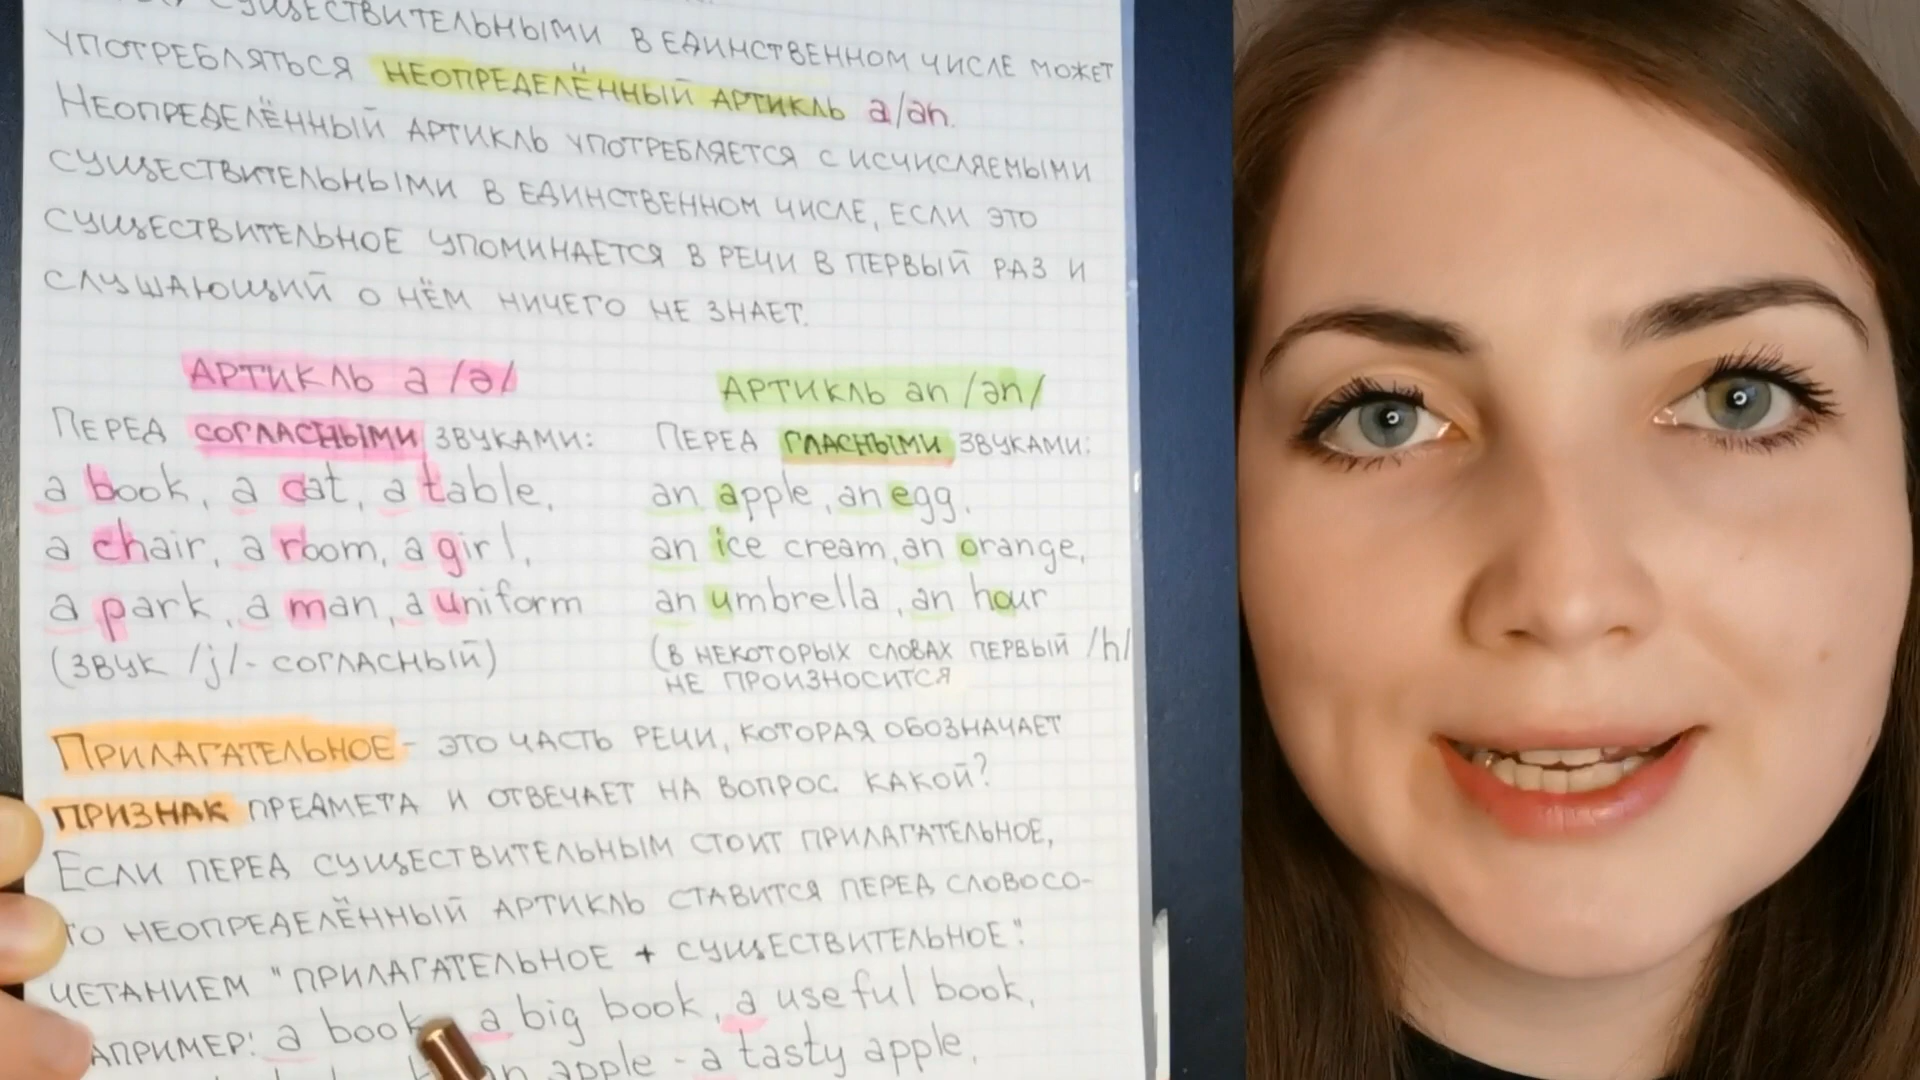 СУЩЕСТВИТЕЛЬНЫМИ В ЕДИНСТВЕННОМ ЧИСЛЕ МОЖЕТ
УПОТРЕБЛЯТЬСЯ НЕОПРЕДЕЛЁННЫЙ АРТИКЛЬ a/an.
НЕОПРЕДЕЛЁННЫЙ АРТИКЛЬ УПОТРЕБЛЯЕТСЯ С ИСЧИСЛЯЕМЫМИ
СУЩЕСТВИТЕЛЬНЫМИ В ЕДИНСТВЕННОМ ЧИСЛЕ, ЕСЛИ ЭТО
СУЩЕСТВИТЕЛЬНОЕ УПОМИНАЕТСЯ В РЕЧИ В ПЕРВЫЙ РАЗ И
СЛУШАЮЩИЙ О НЁМ НИЧЕГО НЕ ЗНАЕТ.
АРТИКЛЬ a /ə/
ПЕРЕД СОГЛАСНЫМИ ЗВУКАМИ:
a book, a cat, a table,
a chair, a room, a girl,
a park, a man, a uniform
(ЗВУК /j/- СОГЛАСНЫЙ)
АРТИКЛЬ an /ən/
ПЕРЕД ГЛАСНЫМИ ЗВУКАМИ:
an apple, an egg,
an ice cream, an orange,
an umbrella, an hour
(В НЕКОТОРЫХ СЛОВАХ ПЕРВЫЙ /h/
НЕ ПРОИЗНОСИТСЯ
ПРИЛАГАТЕЛЬНОЕ - ЭТО ЧАСТЬ РЕЧИ, КОТОРАЯ ОБОЗНАЧАЕТ
ПРИЗНАК ПРЕДМЕТА И ОТВЕЧАЕТ НА ВОПРОС КАКОЙ?
ЕСЛИ ПЕРЕД СУЩЕСТВИТЕЛЬНЫМ СТОИТ ПРИЛАГАТЕЛЬНОЕ,
ТО НЕОПРЕДЕЛЁННЫЙ АРТИКЛЬ СТАВИТСЯ ПЕРЕД СЛОВОСО-
ЧЕТАНИЕМ "ПРИЛАГАТЕЛЬНОЕ + СУЩЕСТВИТЕЛЬНОЕ".
АПРИМЕР: a book, a big book, a useful book,
an apple - a tasty apple,